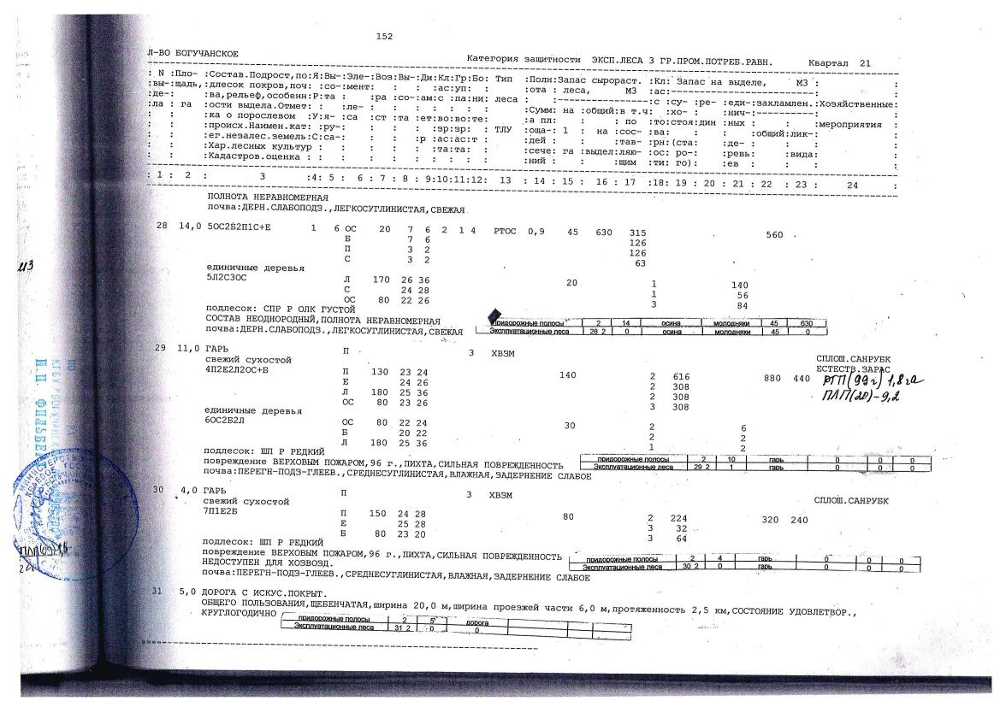 152
Л-ВО БОГУЧАНСКОЕ Категория защитности ЭКСП.ЛЕСА 3 ГР.ПРОМ.ПОТРЕБ.РАВН. Квартал 21
: N :Пло- :Состав.Подрост,по:Я:Вы-:Эле-:Воз:Вы-:Ди:Кл:Гр:Бо: Тип :Полн:Запас сырораст. :Кл: Запас на выделе, М3 : :
:вы-:щадь,:длесок покров,поч: :со-:мент: : : :ас:уп: : :ота : леса, М3 :ас:
:де-: :ва,рельеф,особенн:Р:та : :ра :со-:ам:с :па:ни: леса : :с :су- : ре- :еди-:захламлен.:Хозяйственные:
:ла : га :ости выдела.Отмет: : :ле- : : : : : : : :Сумм: на :общий:в т.ч: :хо- : :нич-: : :
: : :ка о порослевом :У:я- :са :ст :та :ет:во:во:те: :а пл: : : по :то:стоя:дин :ных : : :мероприятия :
: : :происх.Наимен.кат: :ру-: : : : :эр:эр: : ТЛУ :оща-: 1 : на :сос- :ва: : : :общий:лик-: :
: : :ег.незалес.земель:С:са-: : : :р :ас:ас:т : :дей : : :тав- :рн:(ста: :де- : : : :
: : :Хар.лесных культур : : : : : : :та:та: : :сече: га :выдел:ляю- :ос: ро-: :ревь: :вида: :
: : :Кадастров.оценка : : : : : : : : : : : :ний : : :щим :ти: го): :ев : : : :
: 1 : 2 : 3 :4: 5 : 6 : 7 : 8 : 9:10:11:12: 13 : 14 : 15 : 16 : 17 :18: 19 : 20 : 21 : 22 : 23 : 24 :
ПОЛНОТА НЕРАВНОМЕРНАЯ
почва:ДЕРН.СЛАБОПОДЗ.,ЛЕГКОСУГЛИНИСТАЯ,СВЕЖАЯ
28 14,0 5ОС2Б2П1С+Е 1 6 ОС 20 7 6 2 1 4 РТОС 0,9 45 630 315 560
Б 7 6 126
П 3 2 126
С 3 2 63
единичные деревья
5Л2С3ОС Л 170 26 36 20 1 140
С 24 28 1 56
ОС 80 22 26 3 84
подлесок: СПР Р ОЛК ГУСТОЙ
СОСТАВ НЕОДНОРОДНЫЙ,ПОЛНОТА НЕРАВНОМЕРНАЯ
придорожные полосы 2 14 осина молодняки 45 630
почва:ДЕРН.СЛАБОПОДЗ.,ЛЕГКОСУГЛИНИСТАЯ,СВЕЖАЯ
Эксплуатационные леса 28 2 0 осина молодняки 45 0
29 11,0 ГАРЬ П 3 ХВЗМ СПЛОШ.САНРУБК
свежий сухостой ЕСТЕСТВ.ЗАРАС
4П2Е2Л2ОС+Б П 130 23 24 140 2 616 880 440 РГП(99г) 1,8га
Е 24 26 2 308
Л 180 25 36 2 308 ПЛП(20)-9,2
ОС 80 23 26 3 308
единичные деревья
6ОС2Б2Л ОС 80 22 24 30 2 6
Б 20 22 2 2
Л 180 25 36 1 2
подлесок: ШП Р РЕДКИЙ
повреждение ВЕРХОВЫМ ПОЖАРОМ,96 г.,ПИХТА,СИЛЬНАЯ ПОВРЕЖДЕННОСТЬ
придорожные полосы 2 10 гарь 0 0 0
Эксплуатационные леса 29 2 1 гарь 0 0 0
почва:ПЕРЕГН-ПОДЗ-ГЛЕЕВ.,СРЕДНЕСУГЛИНИСТАЯ,ВЛАЖНАЯ,ЗАДЕРНЕНИЕ СЛАБОЕ
30 4,0 ГАРЬ П 3 ХВЗМ СПЛОШ.САНРУБК
свежий сухостой
7П1Е2Б П 150 24 28 80 2 224 320 240
Е 25 28 3 32
Б 80 23 20 3 64
подлесок: ШП Р РЕДКИЙ
повреждение ВЕРХОВЫМ ПОЖАРОМ,96 г.,ПИХТА,СИЛЬНАЯ ПОВРЕЖДЕННОСТЬ
придорожные полосы 2 4 гарь 0 0 0
НЕДОСТУПЕН ДЛЯ ХОЗВОЗД.
Эксплуатационные леса 30 2 0 гарь 0 0 0
почва:ПЕРЕГН-ПОДЗ-ГЛЕЕВ.,СРЕДНЕСУГЛИНИСТАЯ,ВЛАЖНАЯ,ЗАДЕРНЕНИЕ СЛАБОЕ
31 5,0 ДОРОГА С ИСКУС.ПОКРЫТ.
ОБЩЕГО ПОЛЬЗОВАНИЯ,ЩЕБЕНЧАТАЯ,ширина 20,0 м,ширина проезжей части 6,0 м,протяженность 2,5 км,СОСТОЯНИЕ УДОВЛЕТВОР.,
КРУГЛОГОДИЧНО
придорожные полосы 2 5 дорога
Эксплуатационные леса 31 2 0 0